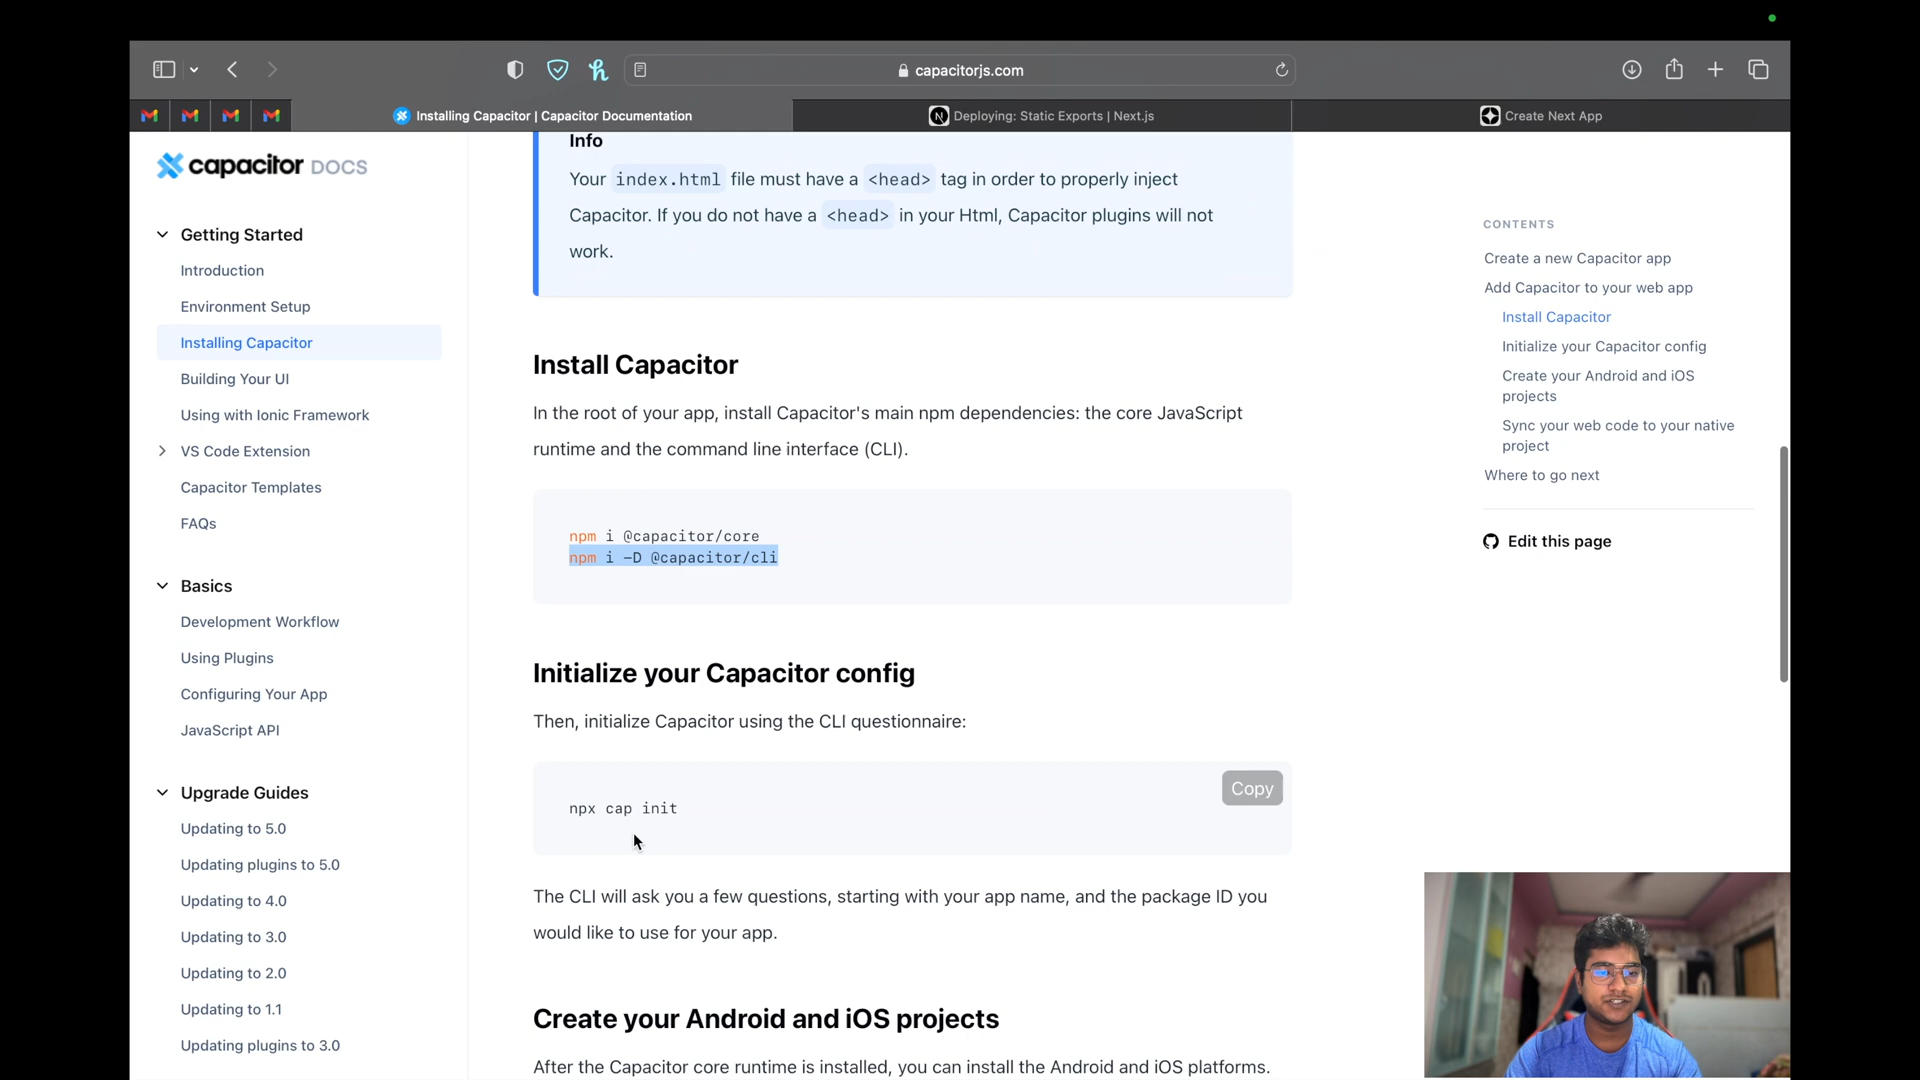 capacitorjs.com
Installing Capacitor | Capacitor Documentation
Deploying: Static Exports | Next.js
Create Next App
capacitor DOCS
Getting Started
Introduction
Environment Setup
Installing Capacitor
Building Your UI
Using with Ionic Framework
VS Code Extension
Capacitor Templates
FAQs
Basics
Development Workflow
Using Plugins
Configuring Your App
JavaScript API
Upgrade Guides
Updating to 5.0
Updating plugins to 5.0
Updating to 4.0
Updating to 3.0
Updating to 2.0
Updating to 1.1
Updating plugins to 3.0
Info
Your index.html file must have a <head> tag in order to properly inject
Capacitor. If you do not have a <head> in your Html, Capacitor plugins will not
work.
Install Capacitor
In the root of your app, install Capacitor's main npm dependencies: the core JavaScript
runtime and the command line interface (CLI).
npm i @capacitor/core
npm i -D @capacitor/cli
Initialize your Capacitor config
Then, initialize Capacitor using the CLI questionnaire:
Copy
npx cap init
The CLI will ask you a few questions, starting with your app name, and the package ID you
would like to use for your app.
Create your Android and iOS projects
After the Capacitor core runtime is installed, you can install the Android and iOS platforms.
CONTENTS
Create a new Capacitor app
Add Capacitor to your web app
Install Capacitor
Initialize your Capacitor config
Create your Android and iOS
projects
Sync your web code to your native
project
Where to go next
Edit this page